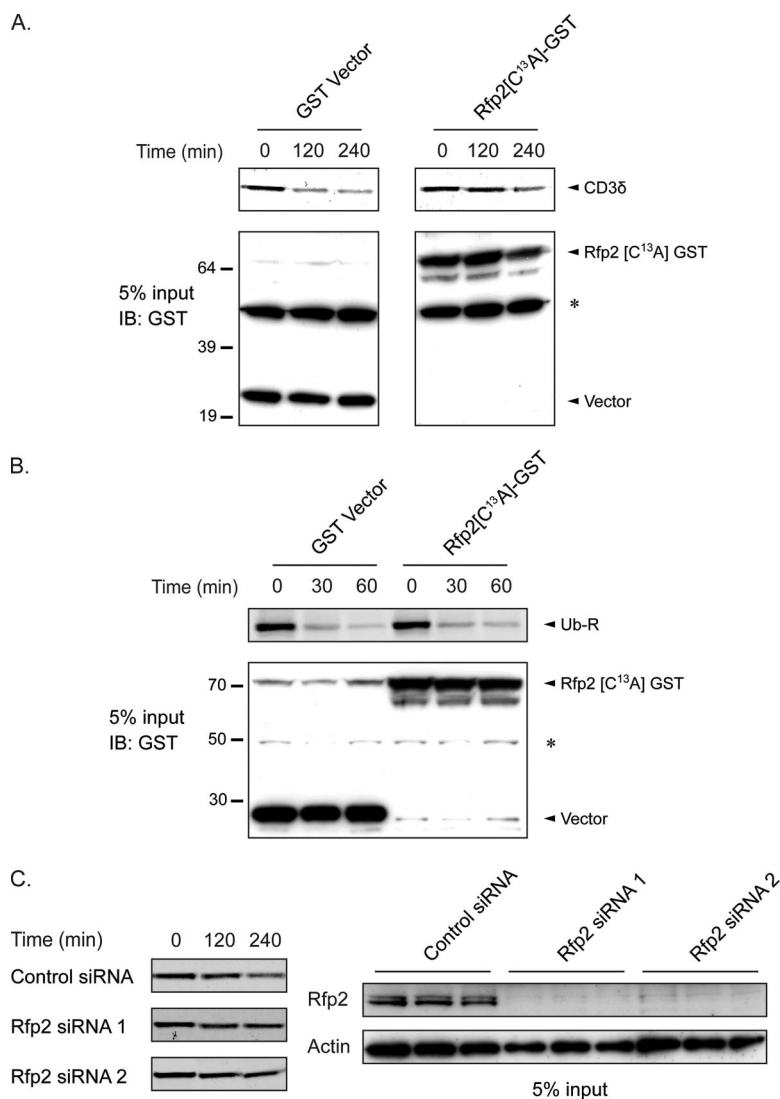 A.
GST Vector
Rfp2[C¹³A]-GST
Time (min) 0 120 240 0 120 240
CD3δ
Rfp2 [C¹³A] GST
64
5% input
IB: GST
*
39
Vector
19
B.
GST Vector
Rfp2[C¹³A]-GST
Time (min) 0 30 60 0 30 60
Ub-R
70
Rfp2 [C¹³A] GST
5% input
IB: GST
50
*
30
Vector
C.
Time (min) 0 120 240
Control siRNA
Rfp2 siRNA 1
Rfp2 siRNA 2
Control siRNA
Rfp2 siRNA 1
Rfp2 siRNA 2
Rfp2
Actin
5% input